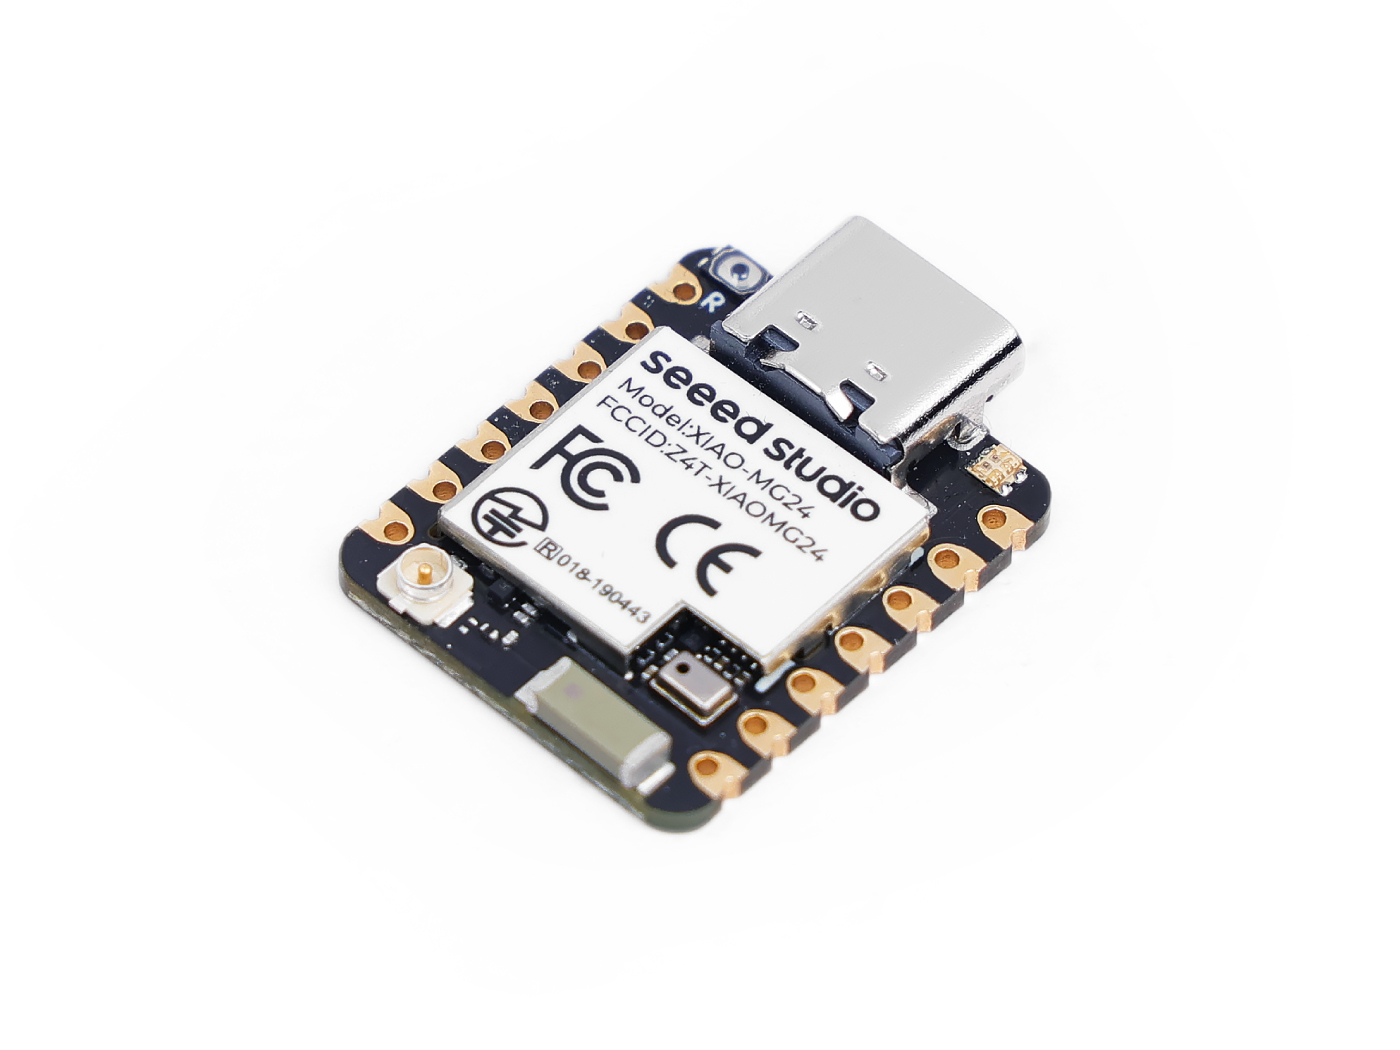 R
seeed studio
Model:XIAO-MG24
FCCID:Z4T-XIAOMG24
FC
CE
R 018-190443